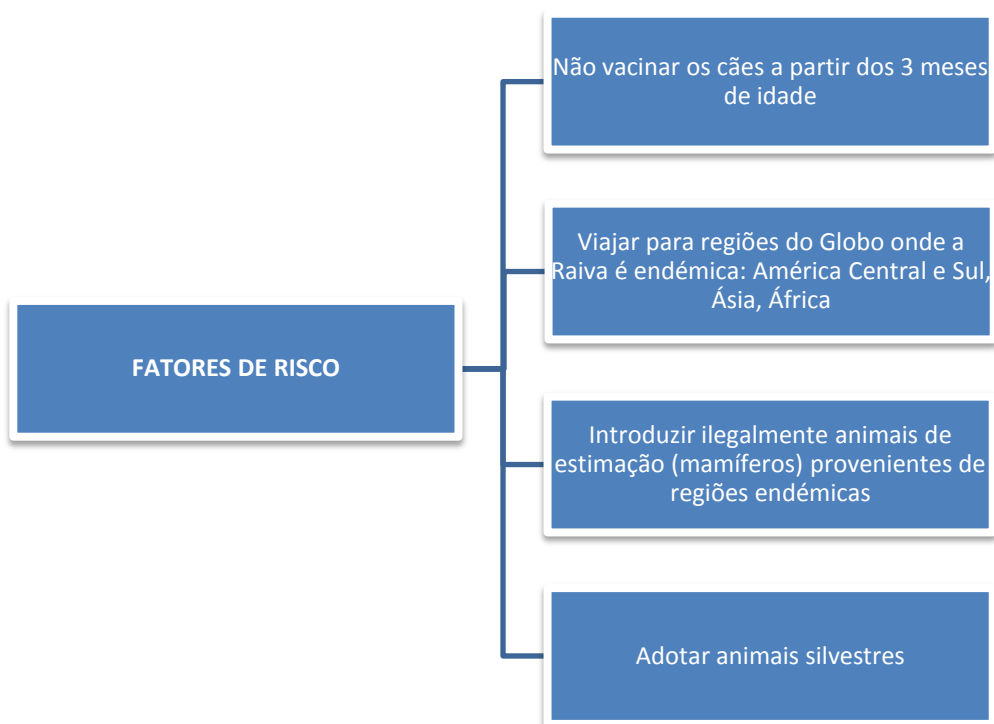 FATORES DE RISCO
Não vacinar os cães a partir dos 3 meses
de idade
Viajar para regiões do Globo onde a
Raiva é endémica: América Central e Sul,
Ásia, África
Introduzir ilegalmente animais de
estimação (mamíferos) provenientes de
regiões endémicas
Adotar animais silvestres